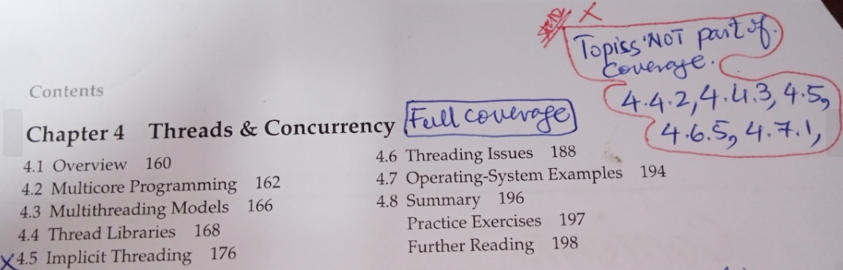 Topiss NOT part of.
Coverage.
4.4.2, 4.4.3, 4.5,
4.6.5, 4.7.1,
Contents
Chapter 4 Threads & Concurrency Full coverage
4.1 Overview 160
4.2 Multicore Programming 162
4.3 Multithreading Models 166
4.4 Thread Libraries 168
X 4.5 Implicit Threading 176
4.6 Threading Issues 188
4.7 Operating-System Examples 194
4.8 Summary 196
Practice Exercises 197
Further Reading 198